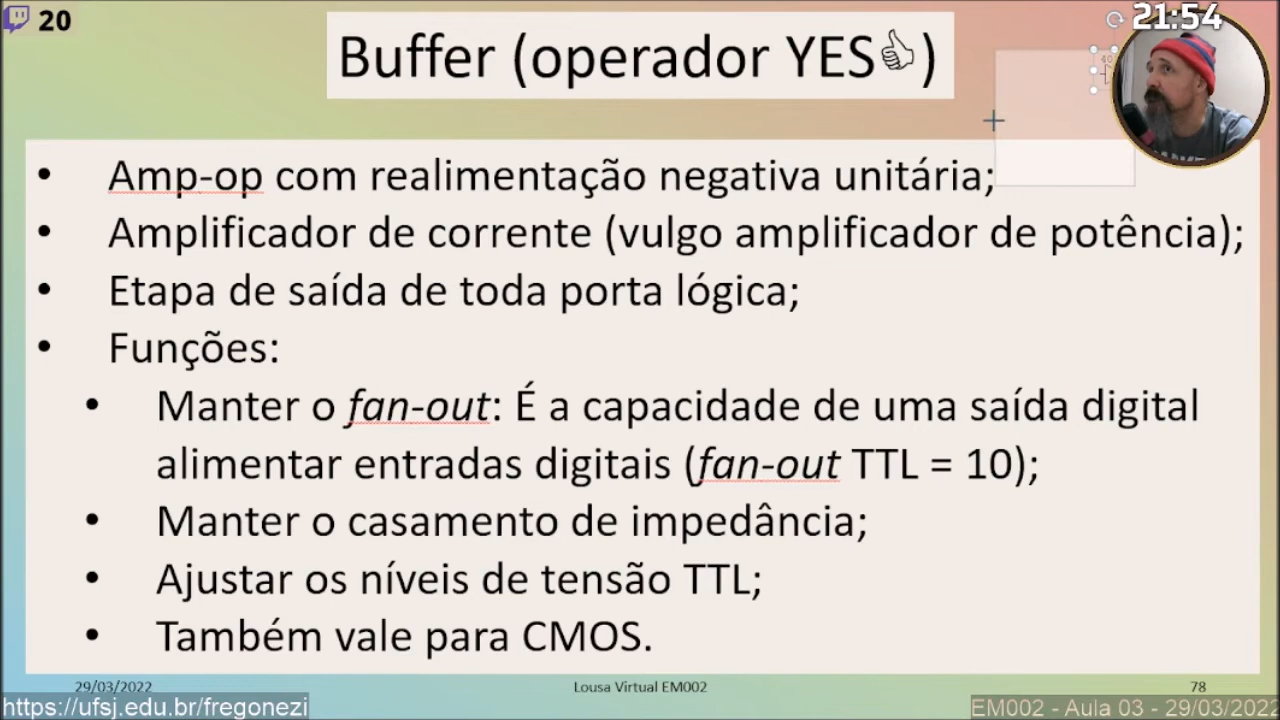 20
21:54
Buffer (operador YES👍)
• Amp-op com realimentação negativa unitária;
• Amplificador de corrente (vulgo amplificador de potência);
• Etapa de saída de toda porta lógica;
• Funções:
• Manter o fan-out: É a capacidade de uma saída digital
alimentar entradas digitais (fan-out TTL = 10);
• Manter o casamento de impedância;
• Ajustar os níveis de tensão TTL;
• Também vale para CMOS.
29/03/2022 Lousa Virtual EM002 78
https://ufsj.edu.br/fregonezi EM002 - Aula 03 - 29/03/2022